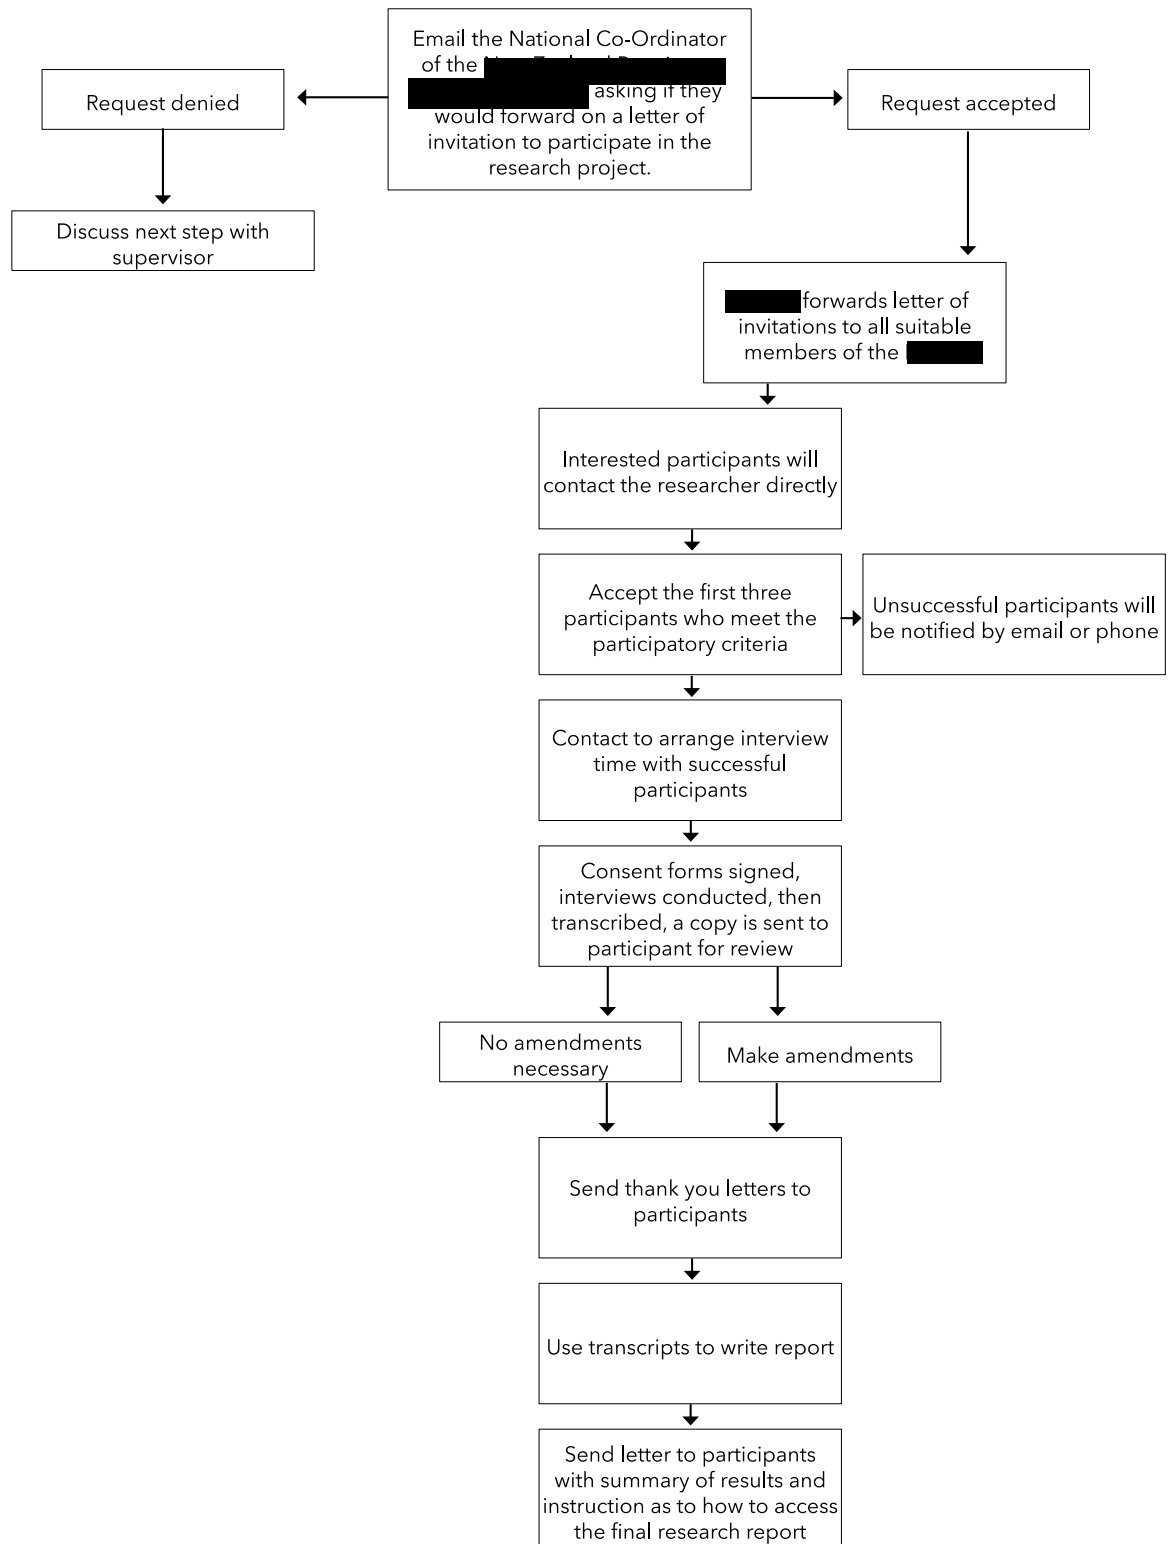 Email the National Co-Ordinator
of the
asking if they
would forward on a letter of
invitation to participate in the
research project.
Request denied
Request accepted
Discuss next step with
supervisor
forwards letter of
invitations to all suitable
members of the
Interested participants will
contact the researcher directly
Accept the first three
participants who meet the
participatory criteria
Unsuccessful participants will
be notified by email or phone
Contact to arrange interview
time with successful
participants
Consent forms signed,
interviews conducted, then
transcribed, a copy is sent to
participant for review
No amendments
necessary
Make amendments
Send thank you letters to
participants
Use transcripts to write report
Send letter to participants
with summary of results and
instruction as to how to access
the final research report